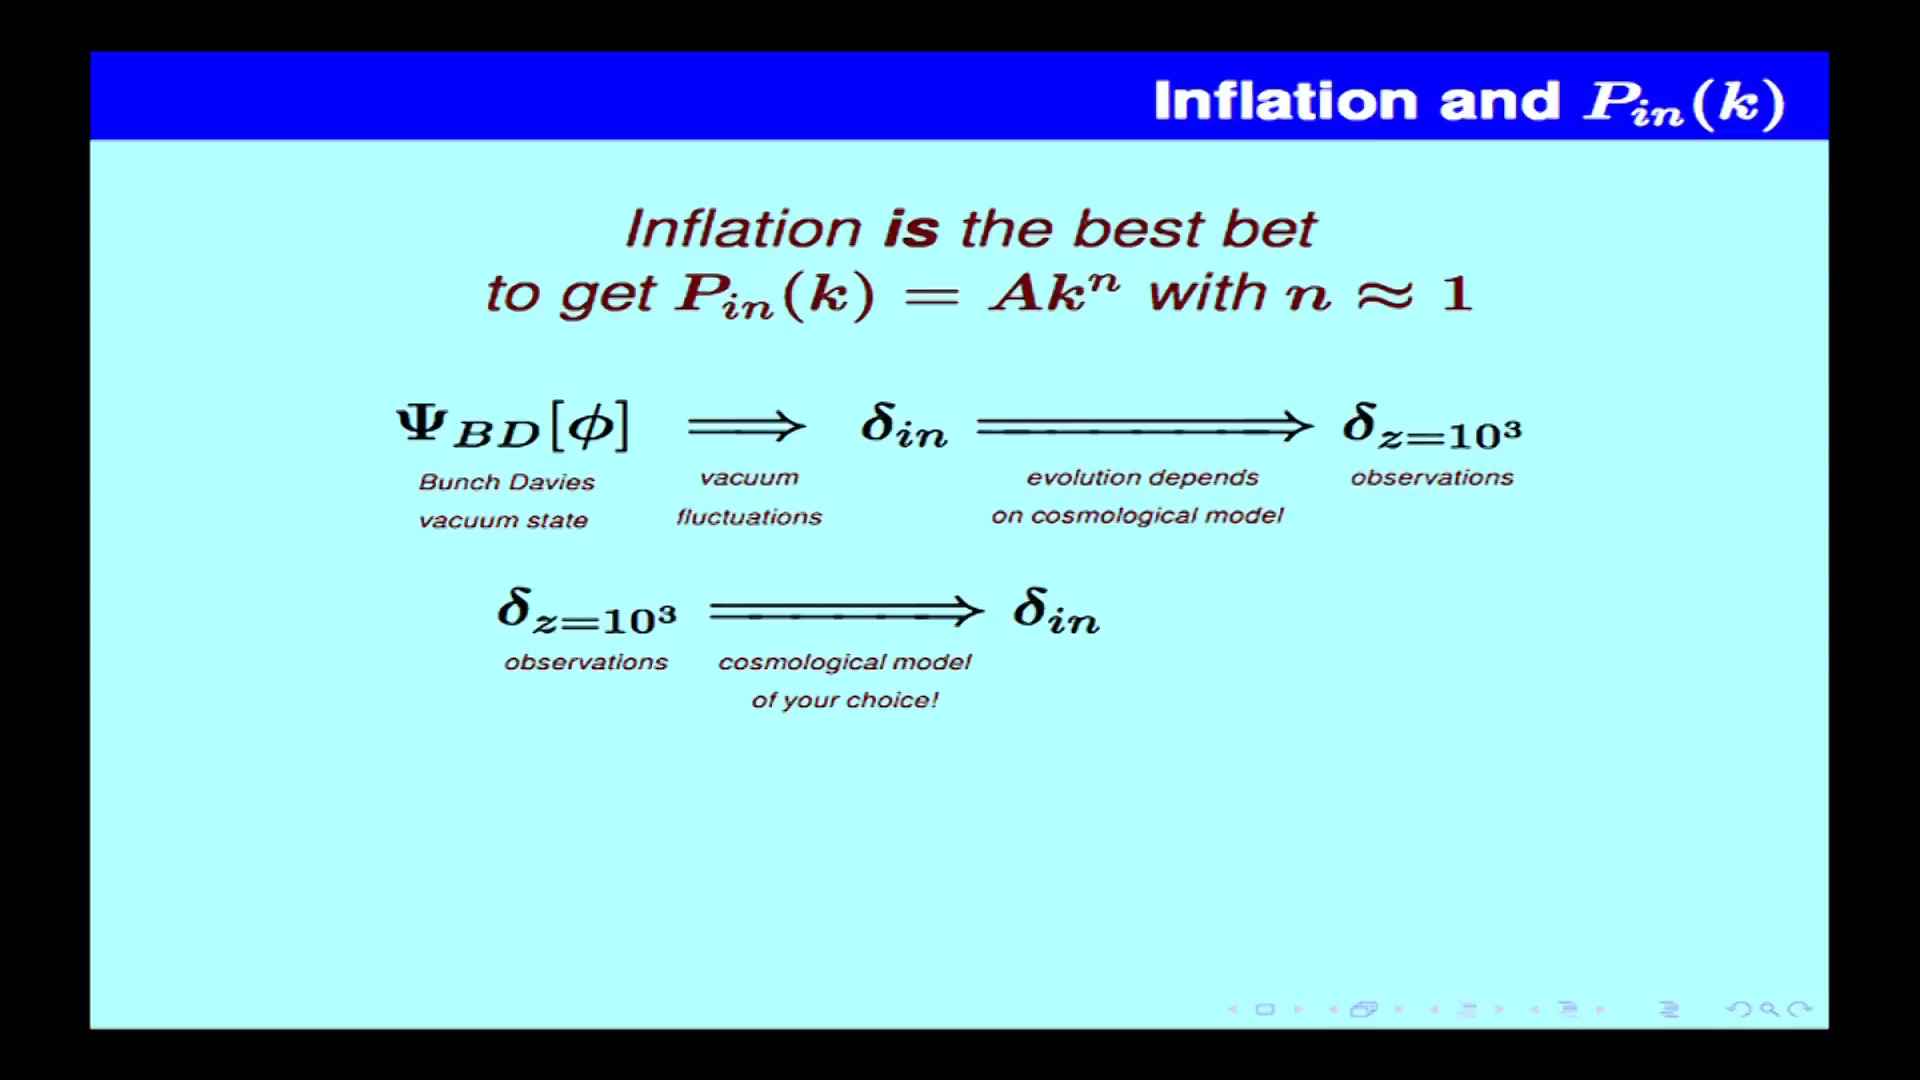 Inflation and P_in(k)
Inflation is the best bet
to get P_in(k) = Ak^n with n ≈ 1
Ψ_BD[ϕ] ⟹ δ_in ⟹ δ_z=10³
Bunch Davies vacuum evolution depends observations
vacuum state fluctuations on cosmological model
δ_z=10³ ⟹ δ_in
observations cosmological model
of your choice!